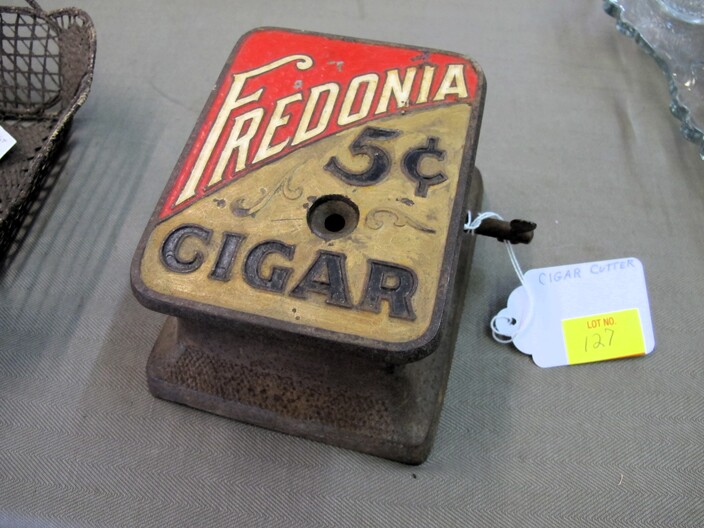 FREDONIA
5¢
CIGAR
CIGAR CUTTER
LOT NO.
127